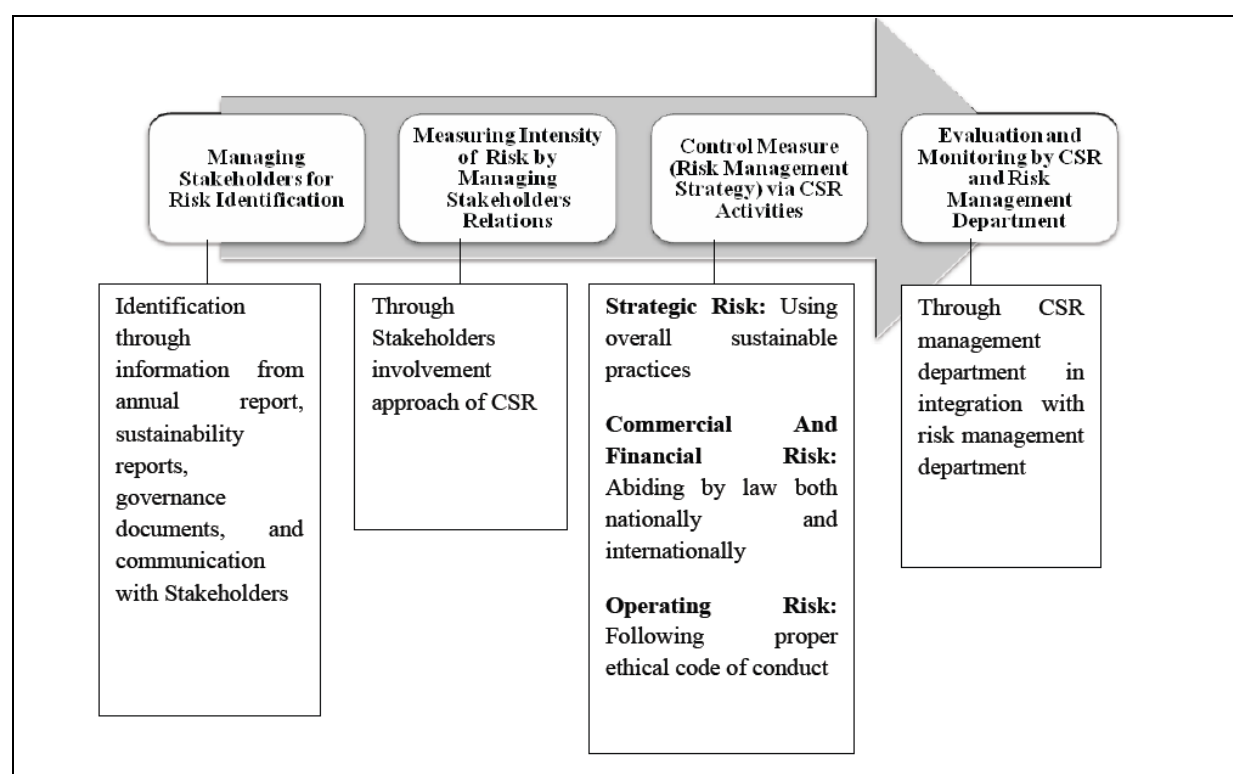 Managing
Stakeholders for
Risk Identification
Measuring Intensity
of Risk by
Managing
Stakeholders
Relations
Control Measure
(Risk Management
Strategy) via CSR
Activities
Evaluation and
Monitoring by CSR
and Risk
Management
Department
Identification
through
information from
annual report,
sustainability
reports,
governance
documents, and
communication
with Stakeholders
Through
Stakeholders
involvement
approach of CSR
Strategic Risk: Using
overall sustainable
practices
Commercial And
Financial Risk:
Abiding by law both
nationally and
internationally
Operating Risk:
Following proper
ethical code of conduct
Through CSR
management
department in
integration with
risk management
department